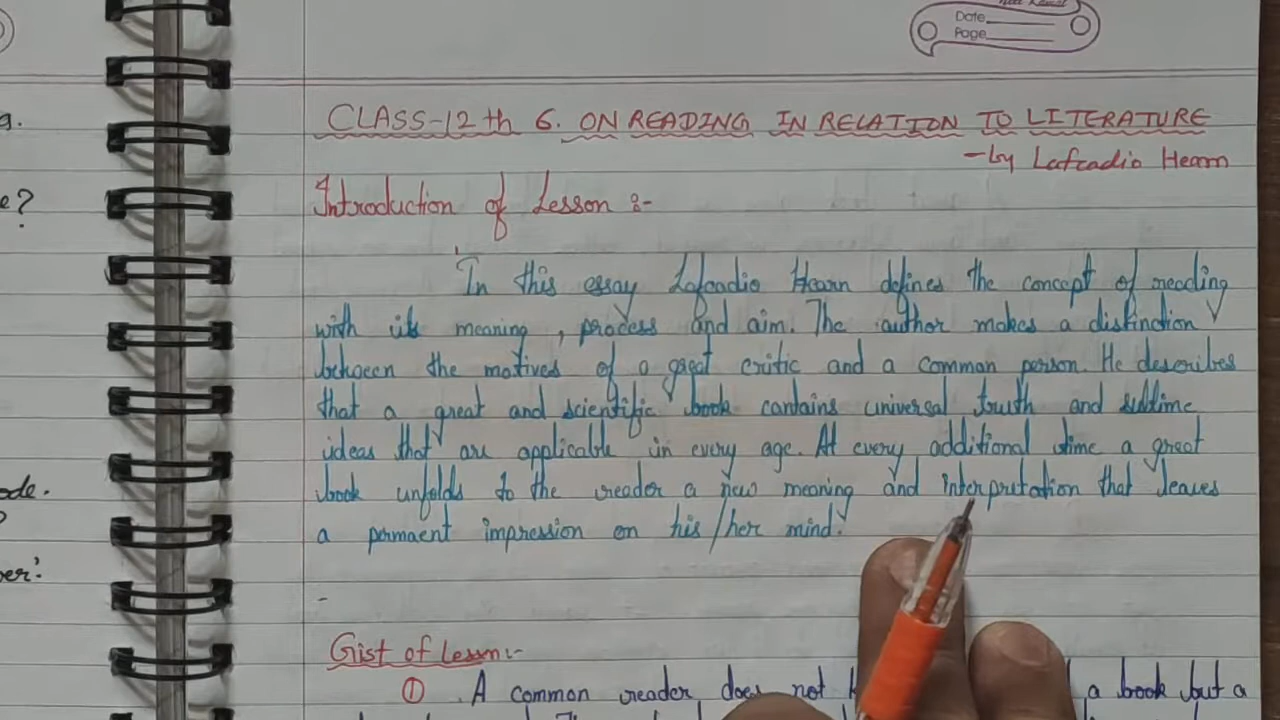 Date
Page
CLASS-12th 6. ON READING IN RELATION TO LITERATURE
-by Lafcadio Hearn
Introduction of Lesson :-
In this essay Lafcadio Hearn defines the concept of reading
with its meaning, process and aim. The author makes a distinction
between the motives of a great critic and a common person. He describes
that a great and scientific book contains universal truth and sublime
ideas that are applicable in every age. At every additional time a great
book unfolds to the reader a new meaning and interpretation that leaves
a permaent impression on his/her mind.
Gist of Lesson:-
① A common reader does not a book but a
g.
e?
ode.
?
er'.